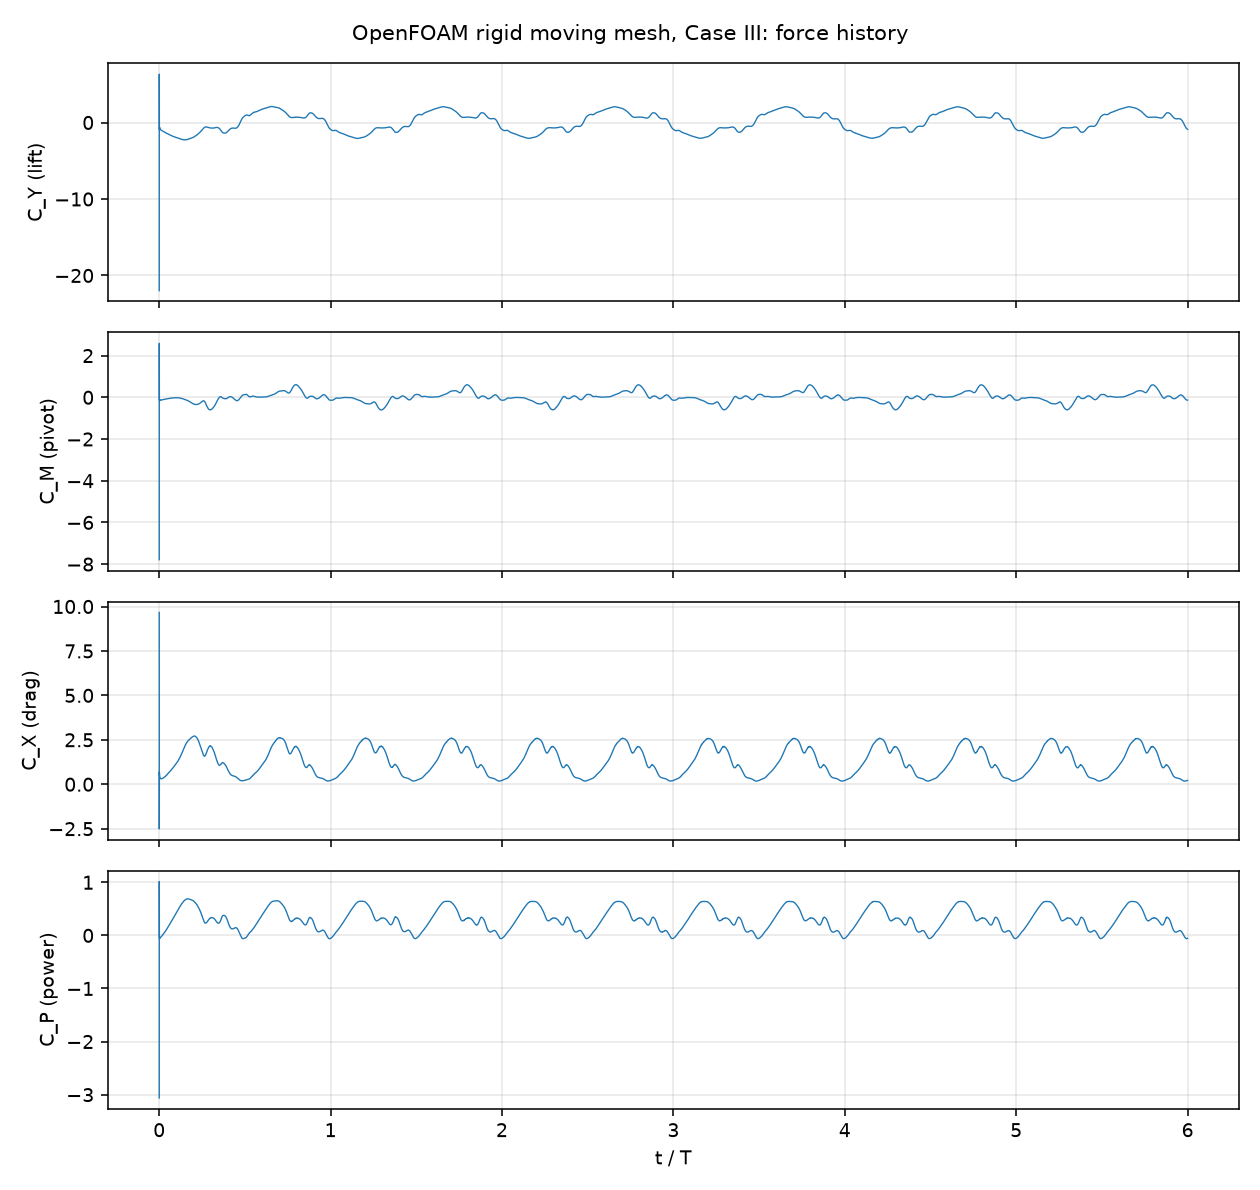 OpenFOAM rigid moving mesh, Case III: force history
0
−10
−20
C_Y (lift)
2
0
−2
−4
−6
−8
C_M (pivot)
10.0
7.5
5.0
2.5
0.0
−2.5
C_X (drag)
1
0
−1
−2
−3
C_P (power)
0 1 2 3 4 5 6
t / T